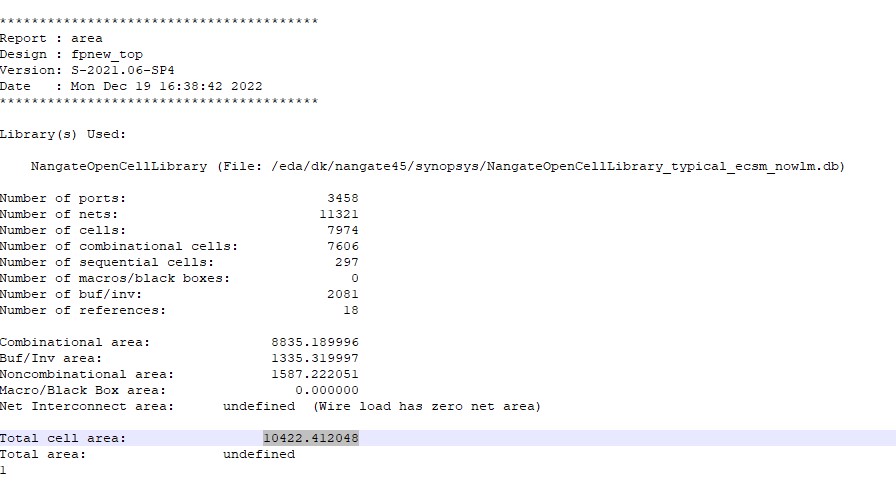 ****************************************
Report : area
Design : fpnew_top
Version: S-2021.06-SP4
Date   : Mon Dec 19 16:38:42 2022
****************************************
Library(s) Used:
NangateOpenCellLibrary (File: /eda/dk/nangate45/synopsys/NangateOpenCellLibrary_typical_ecsm_nowlm.db)
Number of ports: 3458
Number of nets: 11321
Number of cells: 7974
Number of combinational cells: 7606
Number of sequential cells: 297
Number of macros/black boxes: 0
Number of buf/inv: 2081
Number of references: 18
Combinational area: 8835.189996
Buf/Inv area: 1335.319997
Noncombinational area: 1587.222051
Macro/Black Box area: 0.000000
Net Interconnect area: undefined (Wire load has zero net area)
Total cell area: 10422.412048
Total area: undefined
1